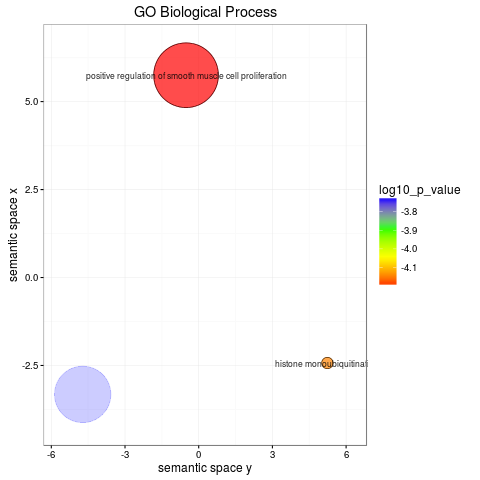 GO Biological Process
positive regulation of smooth muscle cell proliferation
histone monoubiquitinati
5.0
2.5
0.0
-2.5
-6
-3
0
3
6
semantic space y
semantic space x
log10_p_value
-3.8
-3.9
-4.0
-4.1